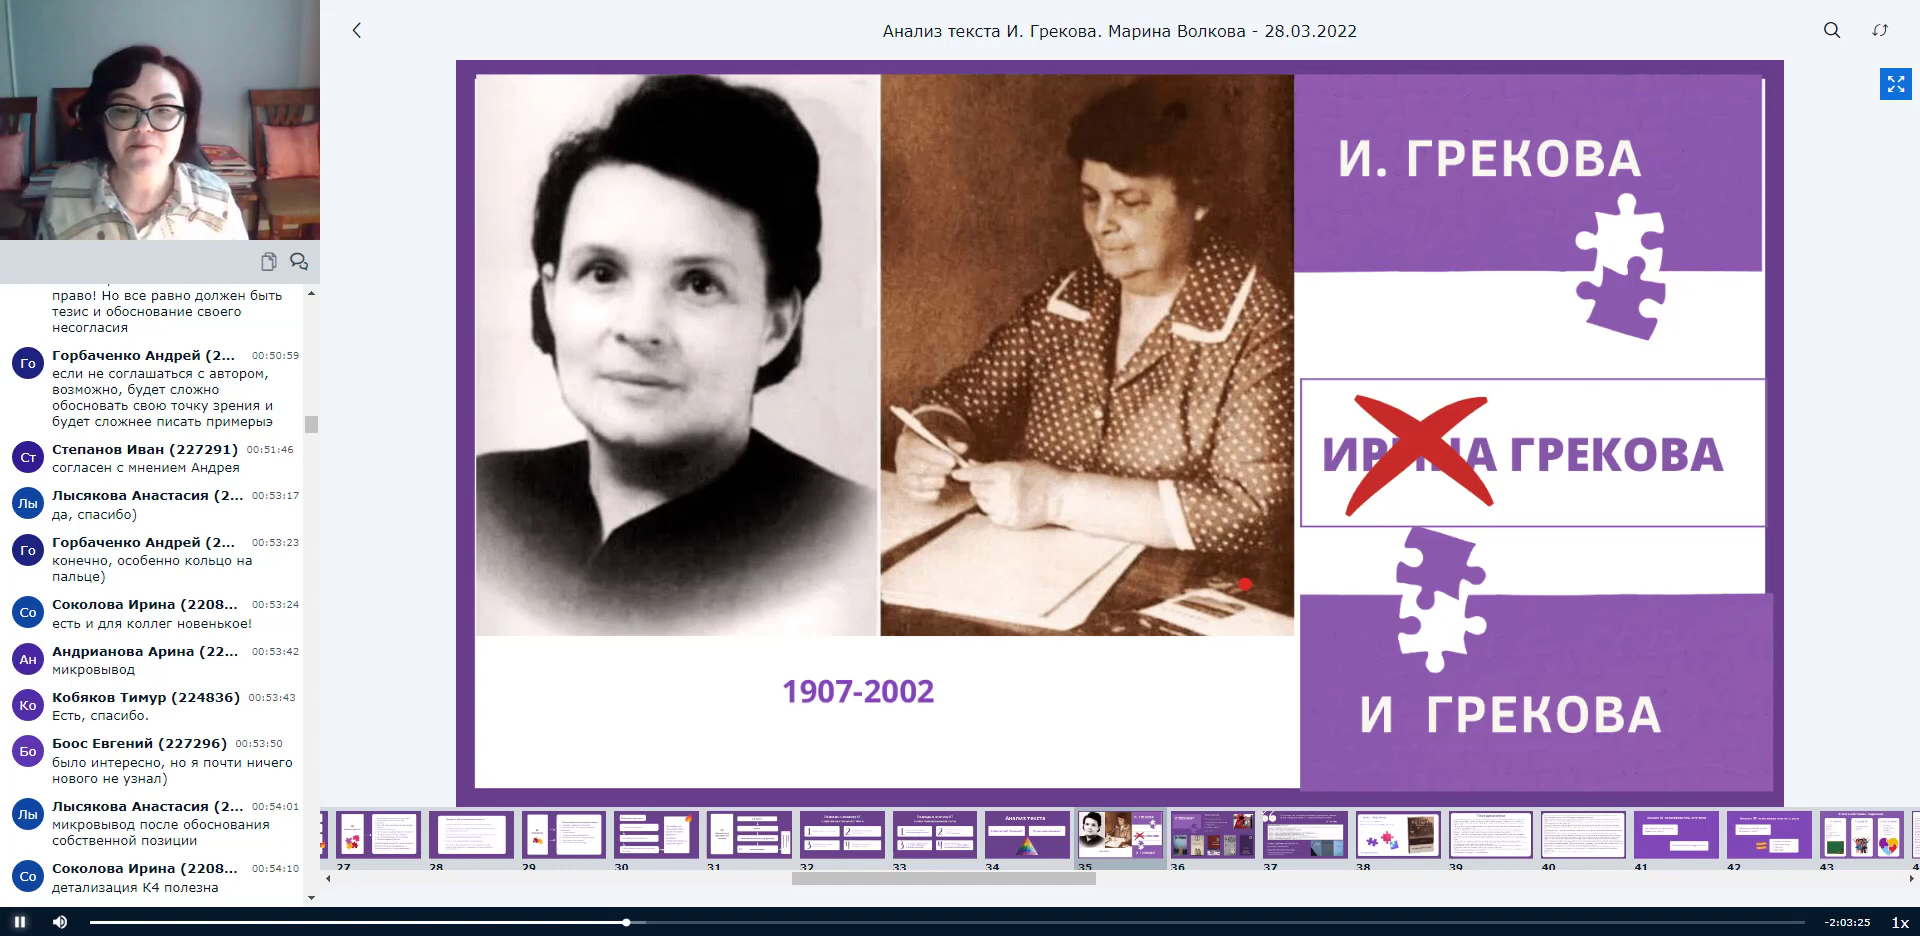 Анализ текста И. Грекова. Марина Волкова - 28.03.2022
право! Но все равно должен быть
тезис и обоснование своего
несогласия
Го
Горбаченко Андрей (2... 00:50:59
если не соглашаться с автором,
возможно, будет сложно
обосновать свою точку зрения и
будет сложнее писать примерыэ
Ст
Степанов Иван (227291) 00:51:46
согласен с мнением Андрея
Лы
Лысякова Анастасия (2... 00:53:17
да, спасибо)
Го
Горбаченко Андрей (2... 00:53:23
конечно, особенно кольцо на
пальце)
Со
Соколова Ирина (2208... 00:53:24
есть и для коллег новенькое!
Ан
Андрианова Арина (22... 00:53:42
микровывод
Ко
Кобяков Тимур (224836) 00:53:43
Есть, спасибо.
Бо
Боос Евгений (227296) 00:53:50
было интересно, но я почти ничего
нового не узнал)
Лы
Лысякова Анастасия (2... 00:54:01
микровывод после обоснования
собственной позиции
Со
Соколова Ирина (2208... 00:54:10
детализация К4 полезна
И. ГРЕКОВА
ИРИНА ГРЕКОВА
И ГРЕКОВА
1907-2002
Анализ текста
27 28 29 30 31 32 33 34 35 36 37 38 39 40 41 42 43
-2:03:25 1x